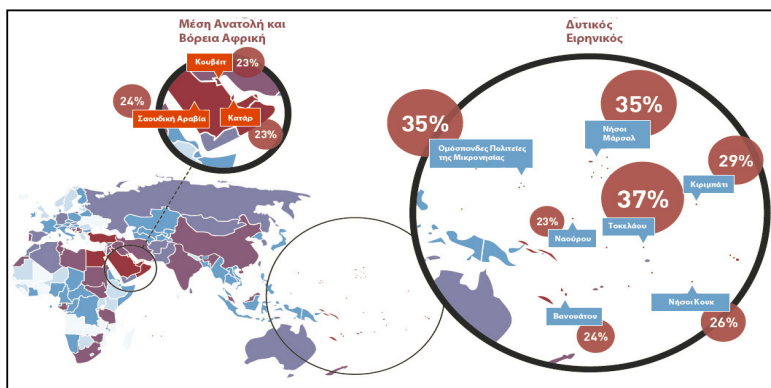 Μέση Ανατολή και
Βόρεια Αφρική
Κουβέιτ
23%
24%
Σαουδική Αραβία
Κατάρ
23%
Δυτικός
Ειρηνικός
35%
Ομόσπονδες Πολιτείες
της Μικρονησίας
35%
Νήσοι
Μάρσαλ
29%
Κιριμπάτι
37%
Τοκελάου
23%
Ναούρου
Βανουάτου
24%
Νήσοι Κουκ
26%